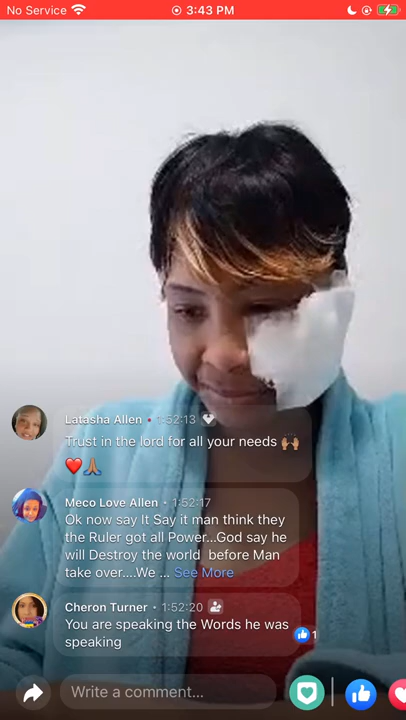 No Service 3:43 PM
Latasha Allen • 1:52:13
Trust in the lord for all your needs 🙌🏽
❤️🙏🏽
Meco Love Allen • 1:52:17
Ok now say It Say it man think they
the Ruler got all Power...God say he
will Destroy the world before Man
take over....We ... See More
Cheron Turner • 1:52:20
You are speaking the Words he was
speaking
1
Write a comment...